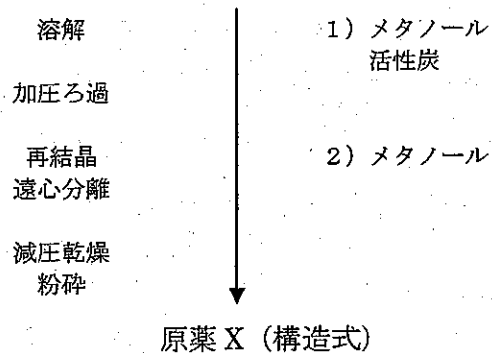 溶解
1) メタノール
活性炭
加圧ろ過
再結晶
2) メタノール
遠心分離
減圧乾燥
粉砕
原薬 X (構造式)